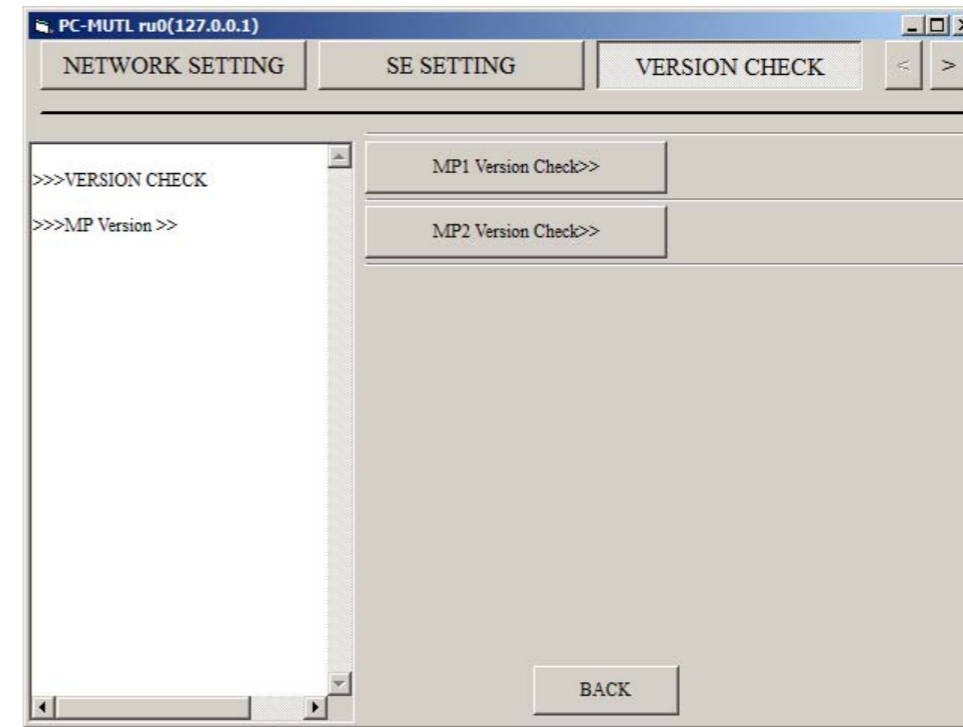 PC-MUTL ru0(127.0.0.1)
NETWORK SETTING
SE SETTING
VERSION CHECK
<
>
>>>VERSION CHECK
>>>MP Version >>
MP1 Version Check>>
MP2 Version Check>>
BACK